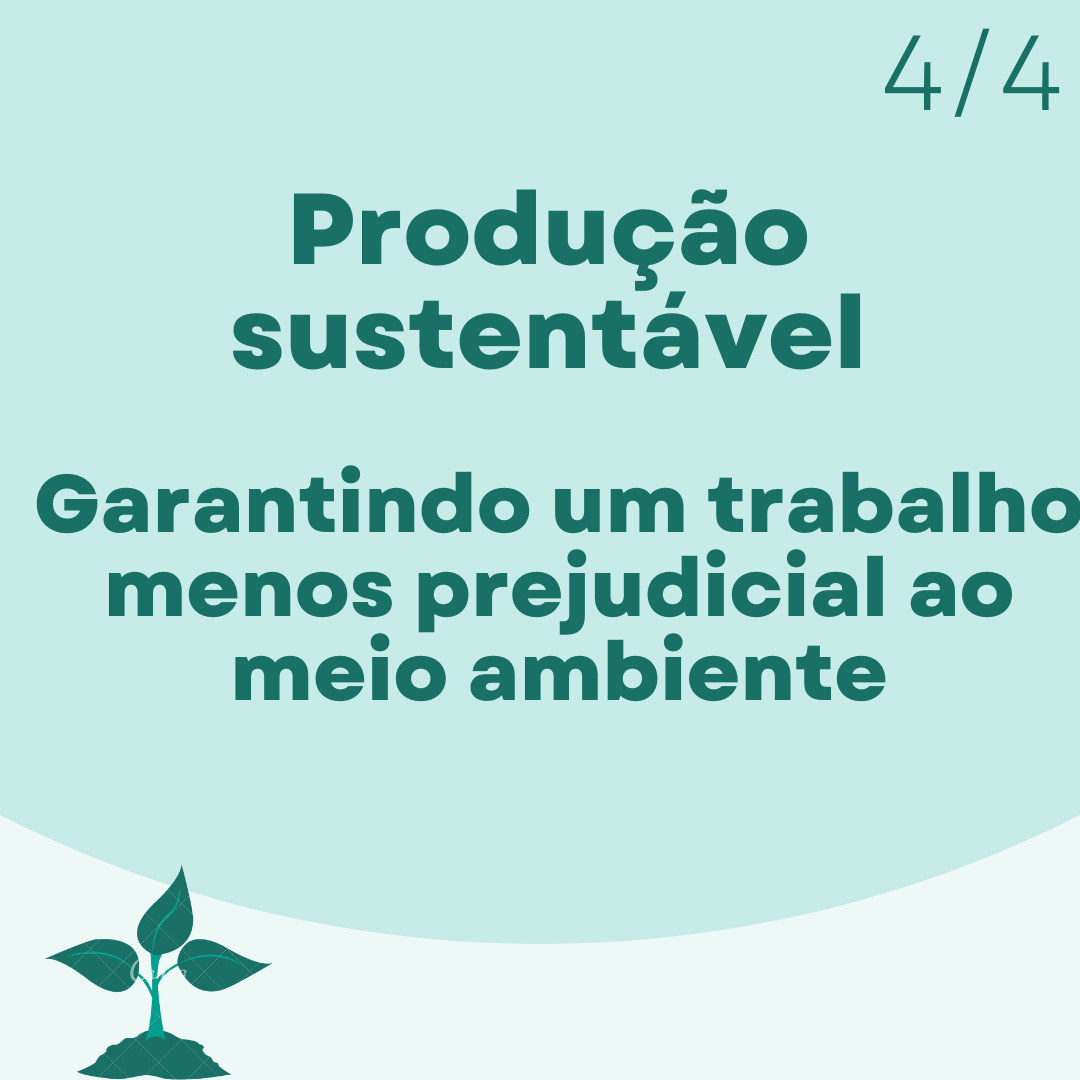 4/4
Produção
sustentável
Garantindo um trabalho
menos prejudicial ao
meio ambiente